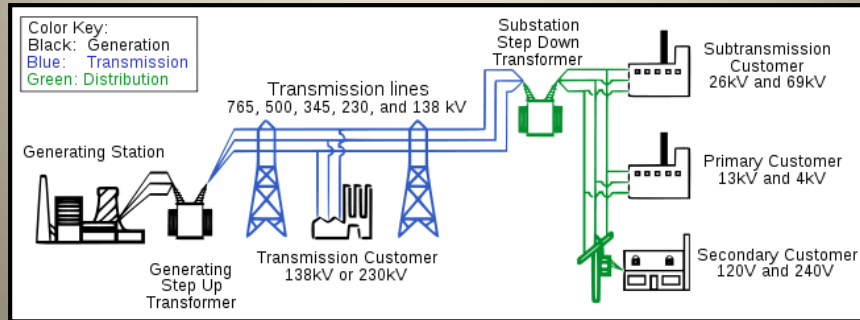 Color Key:
Black: Generation
Blue: Transmission
Green: Distribution
Substation
Step Down
Transformer
Subtransmission
Customer
26kV and 69kV
Transmission lines
765, 500, 345, 230, and 138 kV
Generating Station
Primary Customer
13kV and 4kV
Transmission Customer
138kV or 230kV
Secondary Customer
120V and 240V
Generating
Step Up
Transformer